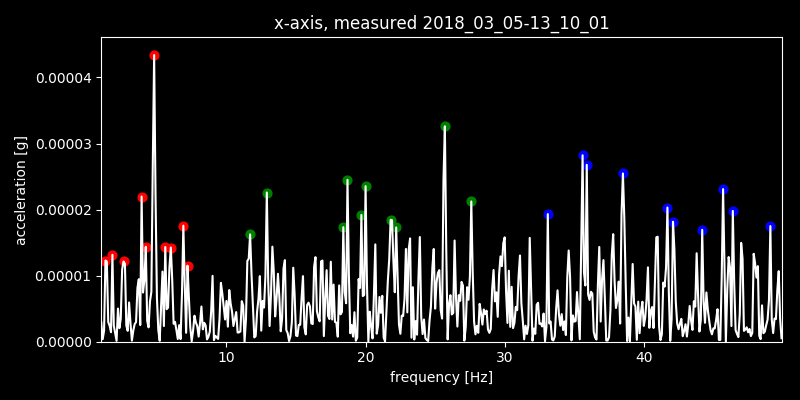 x-axis, measured 2018_03_05-13_10_01
0.00004
0.00003
0.00002
0.00001
0.00000
acceleration [g]
10 20 30 40
frequency [Hz]